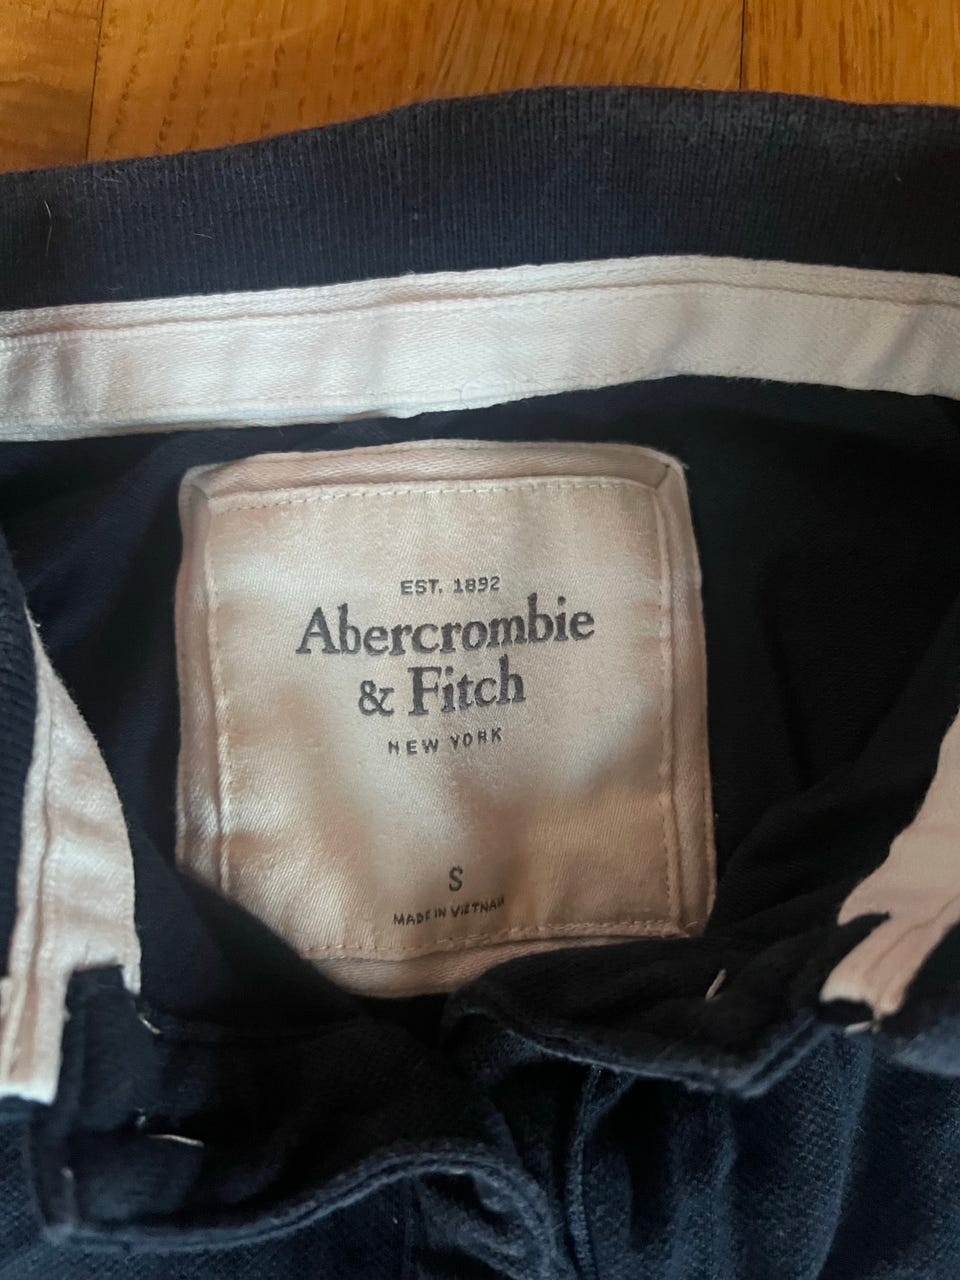 EST. 1892
Abercrombie
& Fitch
NEW YORK
S
MADE IN VIETNAM